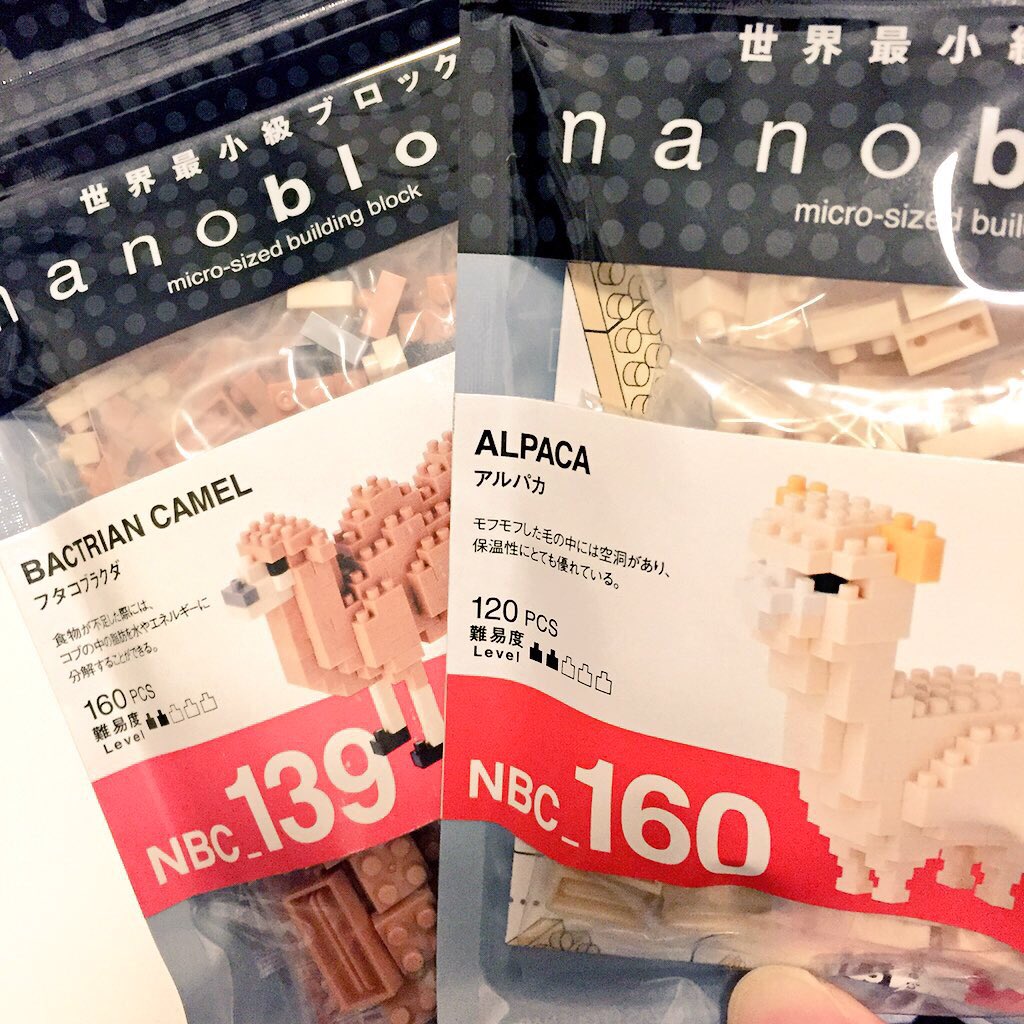 世界最小級ブロック
nanoblo
micro-sized building block
BACTRIAN CAMEL
フタコブラクダ
食物が不足した際には、
コブの中の脂肪を水やエネルギーに
分解することができる。
160 PCS
難易度
Level
NBC_139
世界最小級
nanob
micro-sized buil
ALPACA
アルパカ
モフモフした毛の中には空洞があり、
保温性にとても優れている。
120 PCS
難易度
Level
NBC_160